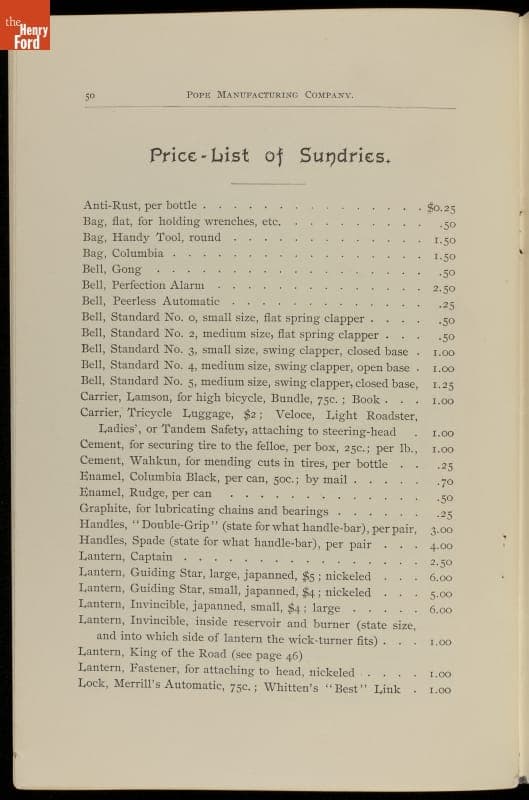 the
Henry
Ford
50 POPE MANUFACTURING COMPANY.
Price-List of Sundries.
Anti-Rust, per bottle . . . . . . . . . . . . . . $0.25
Bag, flat, for holding wrenches, etc. . . . . . . . . . .50
Bag, Handy Tool, round . . . . . . . . . . . . 1.50
Bag, Columbia . . . . . . . . . . . . . . . . 1.50
Bell, Gong . . . . . . . . . . . . . . . . . .50
Bell, Perfection Alarm . . . . . . . . . . . . . 2.50
Bell, Peerless Automatic . . . . . . . . . . . . .25
Bell, Standard No. 0, small size, flat spring clapper . . . . .50
Bell, Standard No. 2, medium size, flat spring clapper . . . .50
Bell, Standard No. 3, small size, swing clapper, closed base . 1.00
Bell, Standard No. 4, medium size, swing clapper, open base . 1.00
Bell, Standard No. 5, medium size, swing clapper, closed base, 1.25
Carrier, Lamson, for high bicycle, Bundle, 75c. ; Book . . . 1.00
Carrier, Tricycle Luggage, $2 ; Veloce, Light Roadster,
Ladies', or Tandem Safety, attaching to steering-head . 1.00
Cement, for securing tire to the felloe, per box, 25c.; per lb., 1.00
Cement, Wahkun, for mending cuts in tires, per bottle . . .25
Enamel, Columbia Black, per can, 50c.; by mail . . . . . .70
Enamel, Rudge, per can . . . . . . . . . . . . .50
Graphite, for lubricating chains and bearings . . . . . . .25
Handles, "Double-Grip" (state for what handle-bar), per pair, 3.00
Handles, Spade (state for what handle-bar), per pair . . . 4.00
Lantern, Captain . . . . . . . . . . . . . . . 2.50
Lantern, Guiding Star, large, japanned, $5 ; nickeled . . . 6.00
Lantern, Guiding Star, small, japanned, $4 ; nickeled . . . 5.00
Lantern, Invincible, japanned, small, $4 ; large . . . . . 6.00
Lantern, Invincible, inside reservoir and burner (state size,
and into which side of lantern the wick-turner fits) . . . 1.00
Lantern, King of the Road (see page 46)
Lantern, Fastener, for attaching to head, nickeled . . . . 1.00
Lock, Merrill's Automatic, 75c. ; Whitten's "Best" Link . 1.00